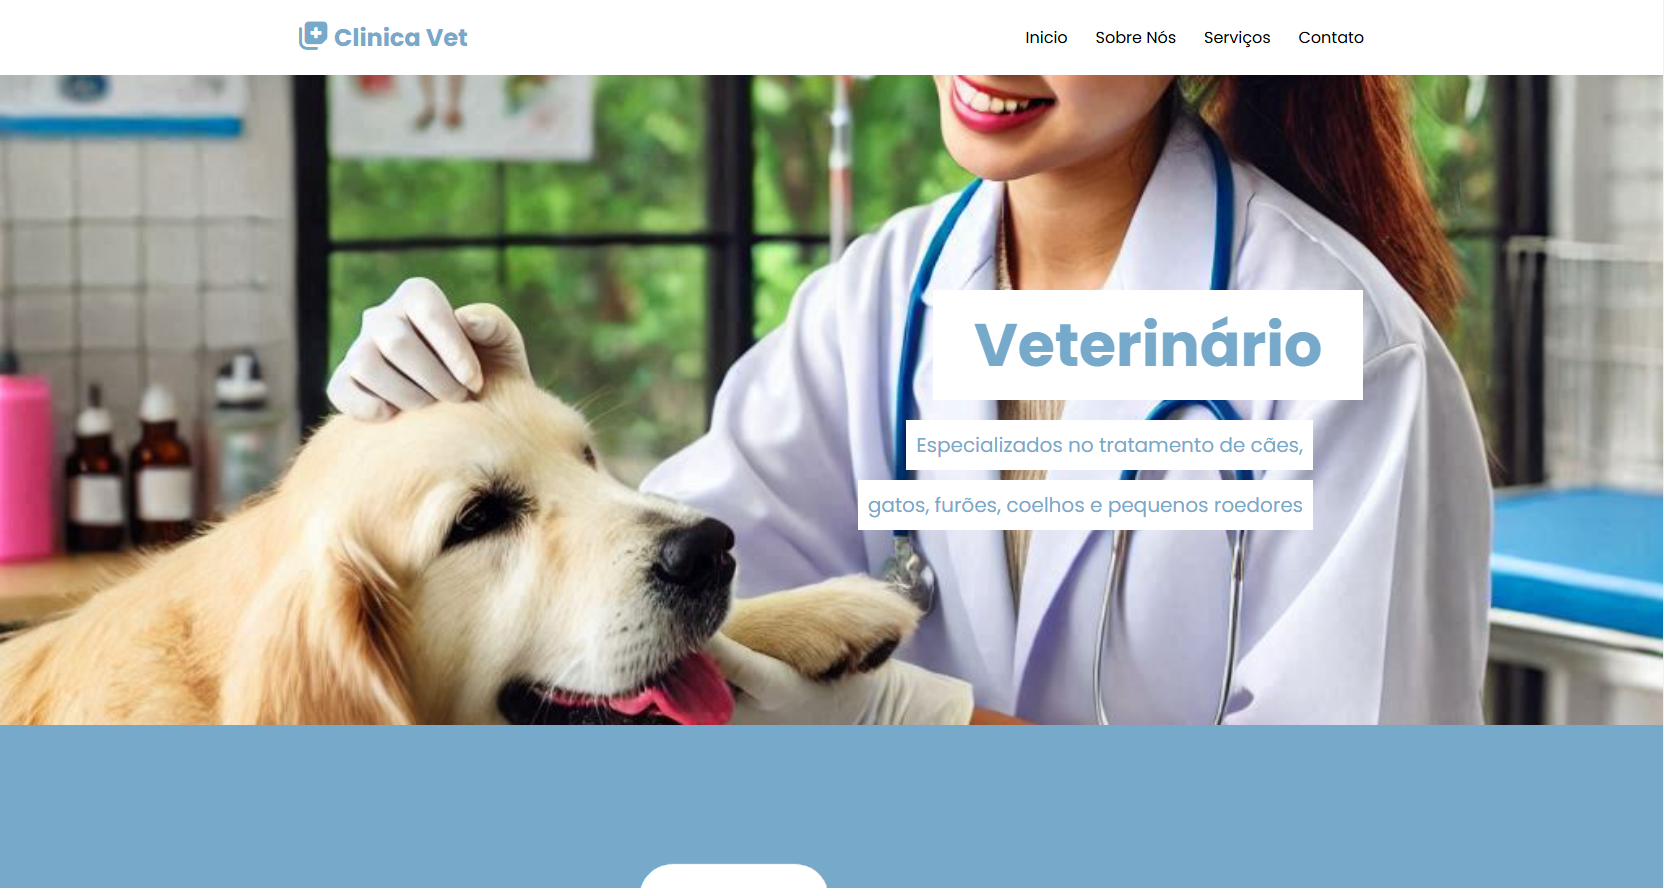 Clinica Vet
Inicio Sobre Nós Serviços Contato
Veterinário
Especializados no tratamento de cães,
gatos, furões, coelhos e pequenos roedores